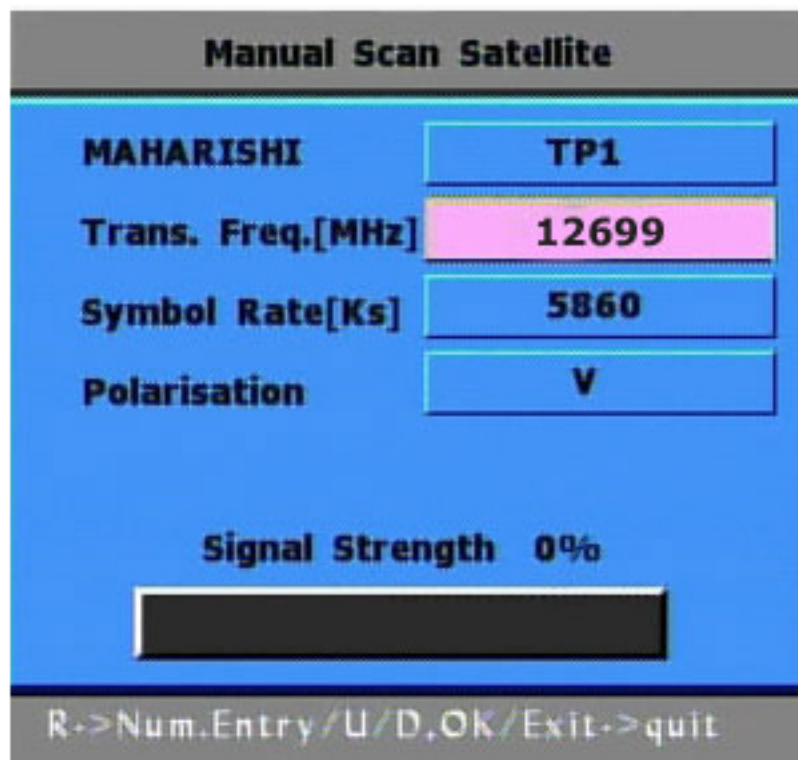 Manual Scan Satellite
MAHARISHI TP1
Trans. Freq.[MHz] 12699
Symbol Rate[Ks] 5860
Polarisation V
Signal Strength 0%
R->Num.Entry/U/D,OK/Exit->quit